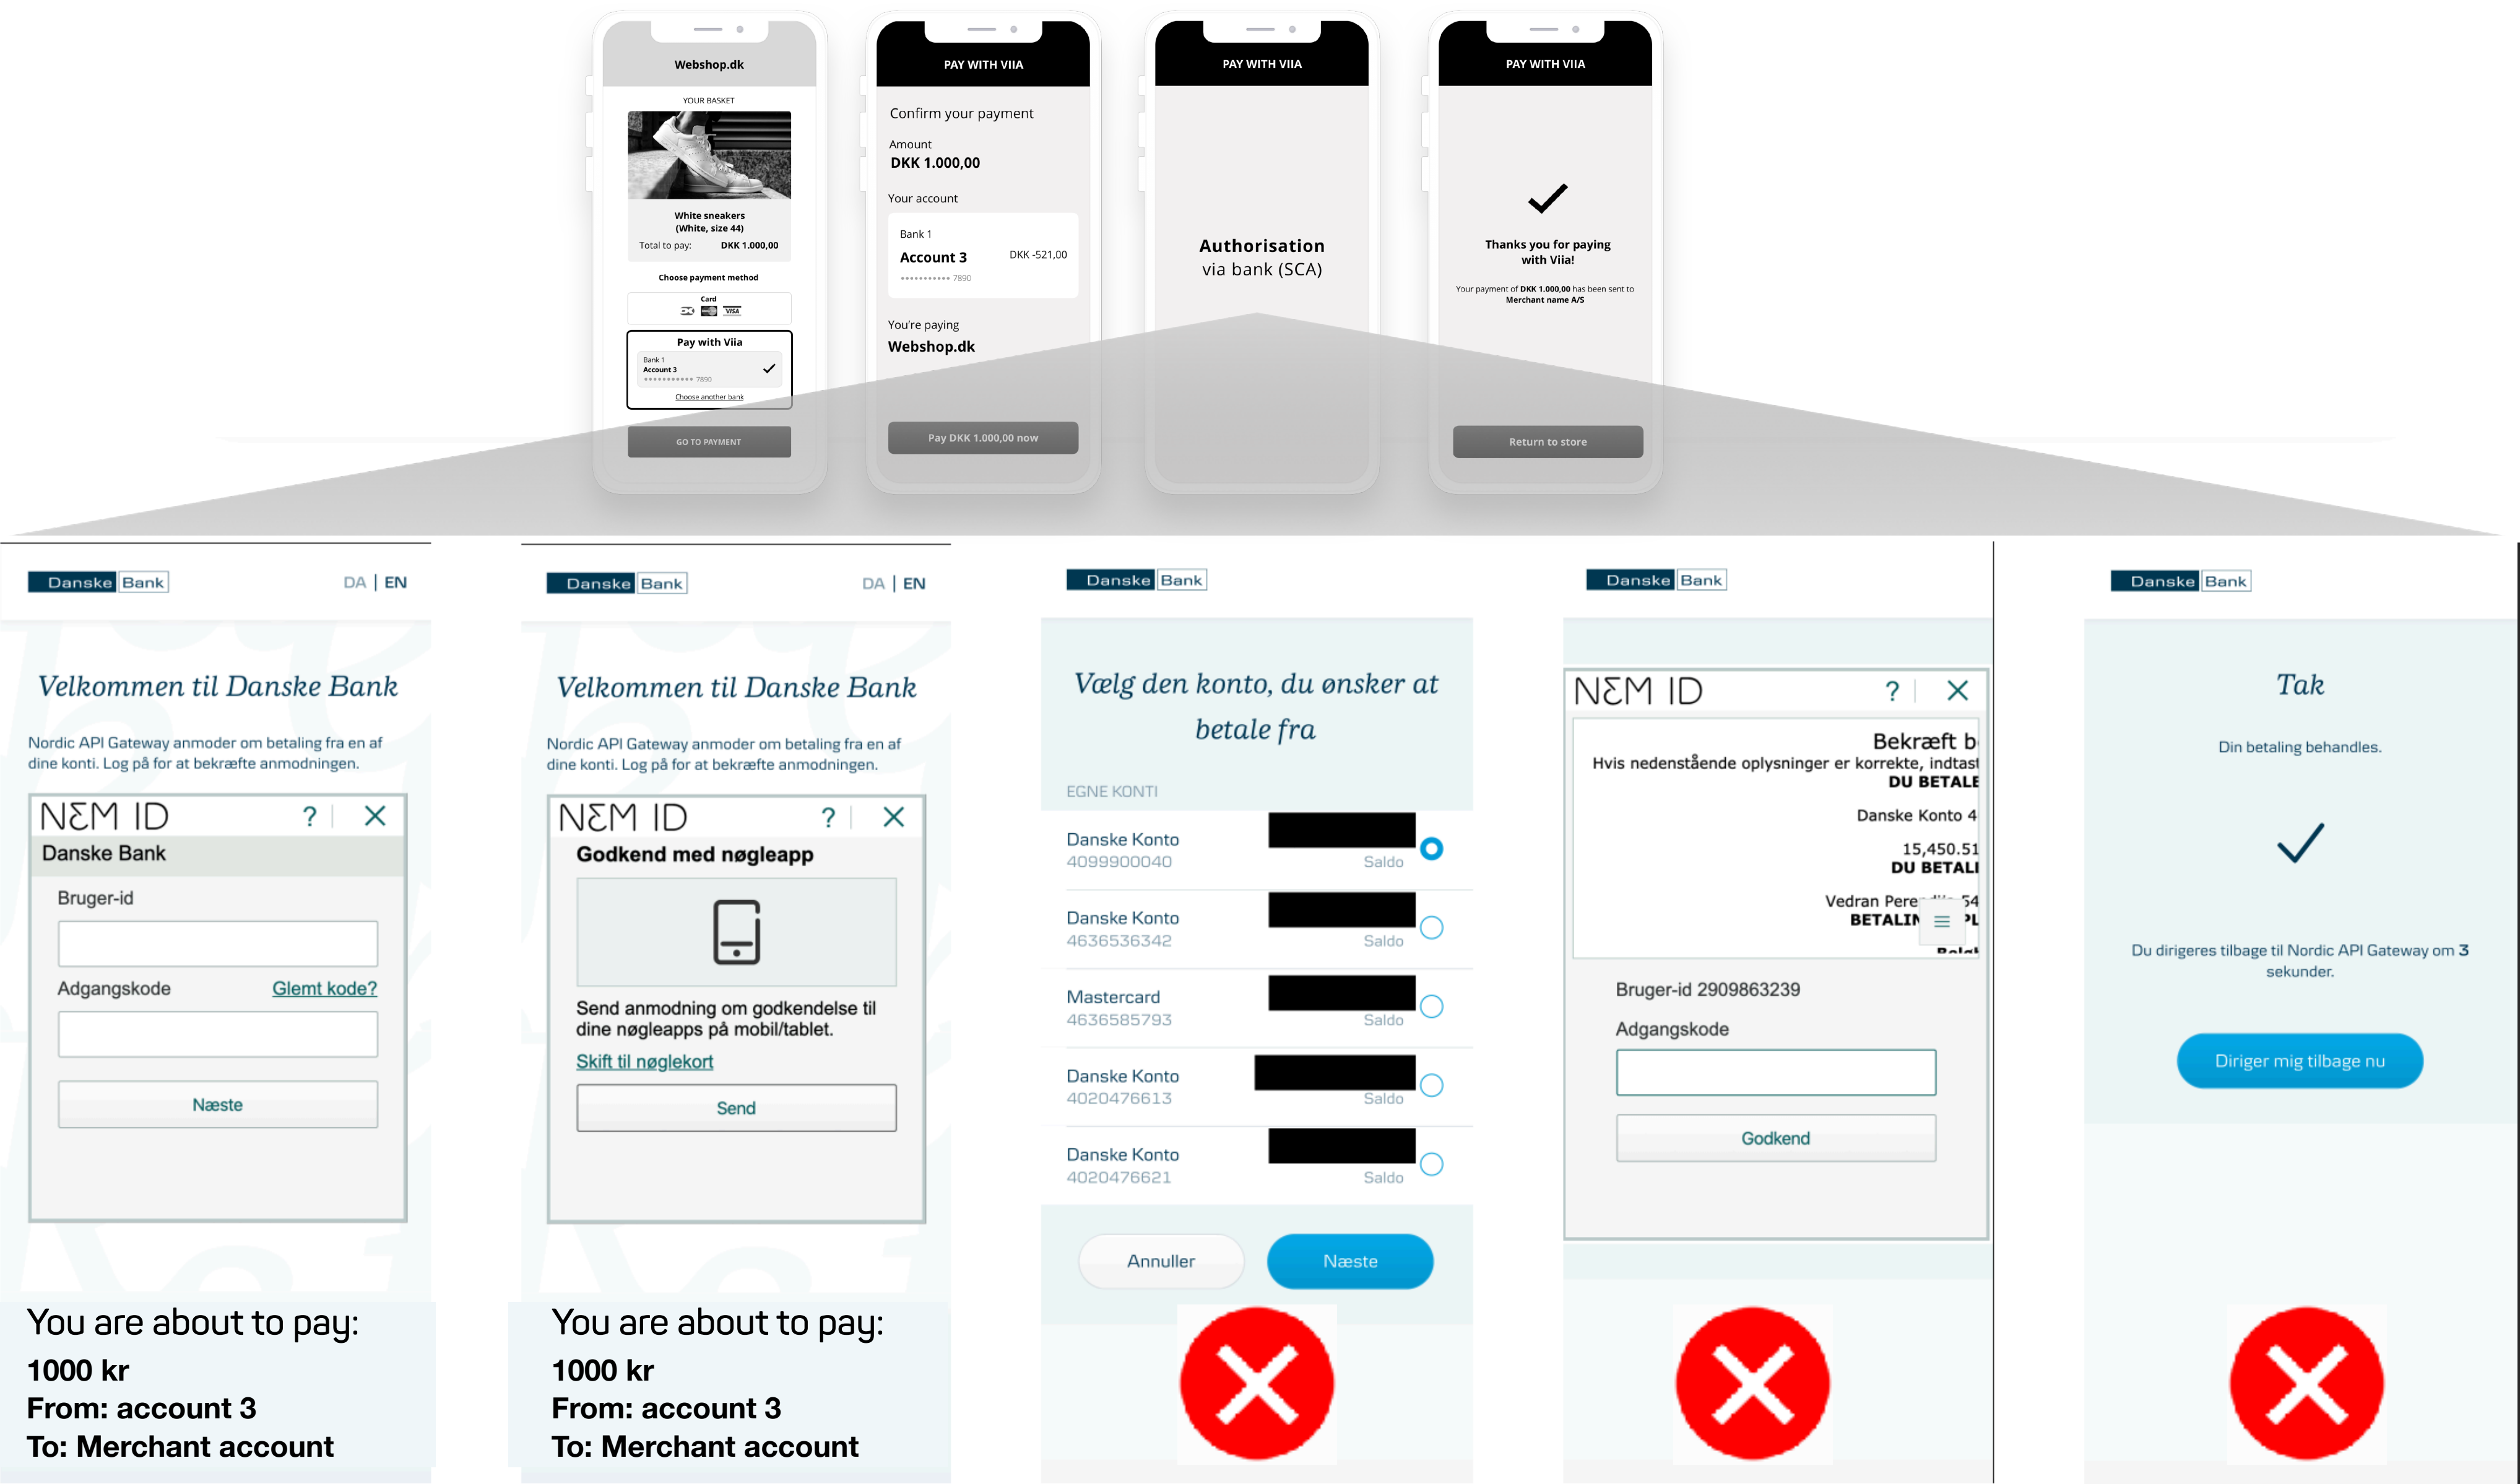 Webshop.dk
YOUR BASKET
White sneakers
(White, size 44)
Total to pay: DKK 1.000,00
Choose payment method
Card
VISA
Pay with Viia
Bank 1
Account 3
••••••••••• 7890
Choose another bank
GO TO PAYMENT
PAY WITH VIIA
Confirm your payment
Amount
DKK 1.000,00
Your account
Bank 1
Account 3 DKK -521,00
••••••••••• 7890
You're paying
Webshop.dk
Pay DKK 1.000,00 now
PAY WITH VIIA
Authorisation
via bank (SCA)
PAY WITH VIIA
Thanks you for paying
with Viia!
Your payment of DKK 1.000,00 has been sent to
Merchant name A/S
Return to store
Danske Bank DA | EN
Velkommen til Danske Bank
Nordic API Gateway anmoder om betaling fra en af
dine konti. Log på for at bekræfte anmodningen.
NEM ID ?
Danske Bank
Bruger-id
Adgangskode Glemt kode?
Næste
You are about to pay:
1000 kr
From: account 3
To: Merchant account
Danske Bank DA | EN
Velkommen til Danske Bank
Nordic API Gateway anmoder om betaling fra en af
dine konti. Log på for at bekræfte anmodningen.
NEM ID ?
Godkend med nøgleapp
Send anmodning om godkendelse til
dine nøgleapps på mobil/tablet.
Skift til nøglekort
Send
You are about to pay:
1000 kr
From: account 3
To: Merchant account
Danske Bank
Vælg den konto, du ønsker at
betale fra
EGNE KONTI
Danske Konto
4099900040 Saldo
Danske Konto
4636536342 Saldo
Mastercard
4636585793 Saldo
Danske Konto
4020476613 Saldo
Danske Konto
4020476621 Saldo
Annuller Næste
Danske Bank
NEM ID ?
Bekræft b
Hvis nedenstående oplysninger er korrekte, indtast
DU BETALE
Danske Konto 4
15,450.51
DU BETALE
Vedran 54
Bruger-id 2909863239
Adgangskode
Godkend
Danske Bank
Tak
Din betaling behandles.
Du dirigeres tilbage til Nordic API Gateway om 3
sekunder.
Diriger mig tilbage nu